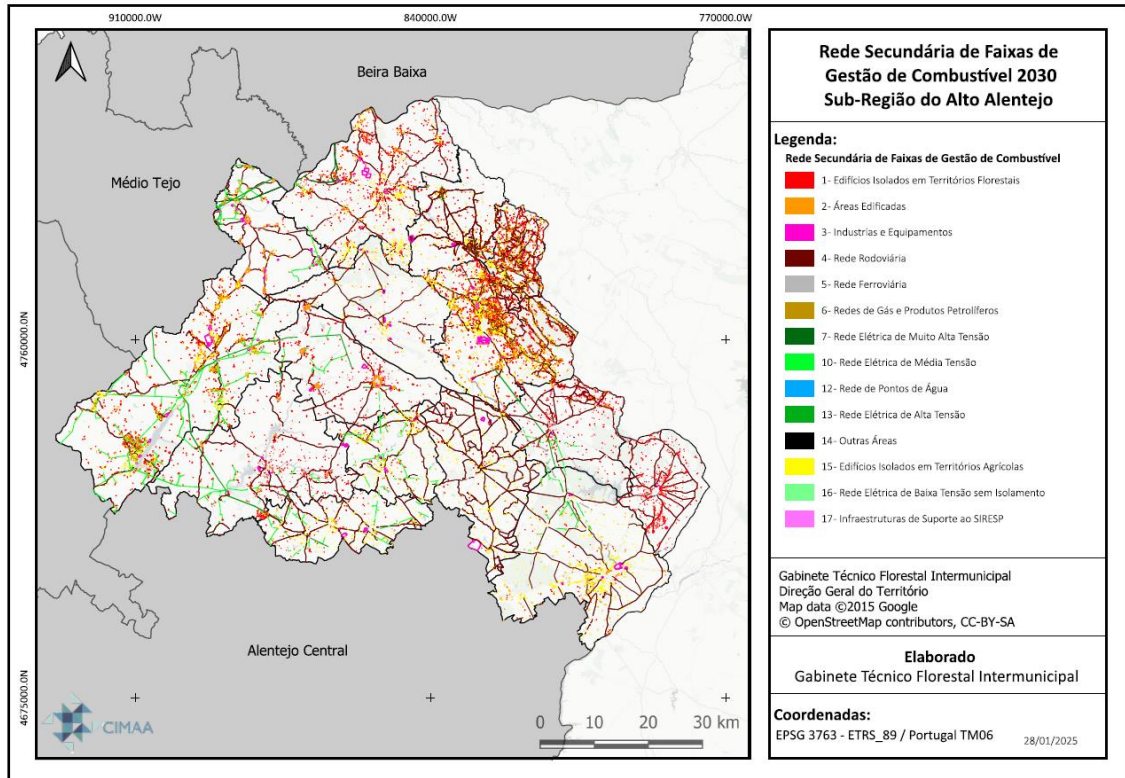 910000.0W
840000.0W
770000.0W
Beira Baixa
Médio Tejo
4760000.0N
Alentejo Central
4675000.0N
CIMAA
0 10 20 30 km
Rede Secundária de Faixas de
Gestão de Combustível 2030
Sub-Região do Alto Alentejo
Legenda:
Rede Secundária de Faixas de Gestão de Combustível
1- Edifícios Isolados em Territórios Florestais
2- Áreas Edificadas
3- Industrias e Equipamentos
4- Rede Rodoviária
5- Rede Ferroviária
6- Redes de Gás e Produtos Petrolíferos
7- Rede Elétrica de Muito Alta Tensão
10- Rede Elétrica de Média Tensão
12- Rede de Pontos de Água
13- Rede Elétrica de Alta Tensão
14- Outras Áreas
15- Edifícios Isolados em Territórios Agrícolas
16- Rede Elétrica de Baixa Tensão sem Isolamento
17- Infraestruturas de Suporte ao SIRESP
Gabinete Técnico Florestal Intermunicipal
Direção Geral do Território
Map data ©2015 Google
© OpenStreetMap contributors, CC-BY-SA
Elaborado
Gabinete Técnico Florestal Intermunicipal
Coordenadas:
EPSG 3763 - ETRS_89 / Portugal TM06
28/01/2025